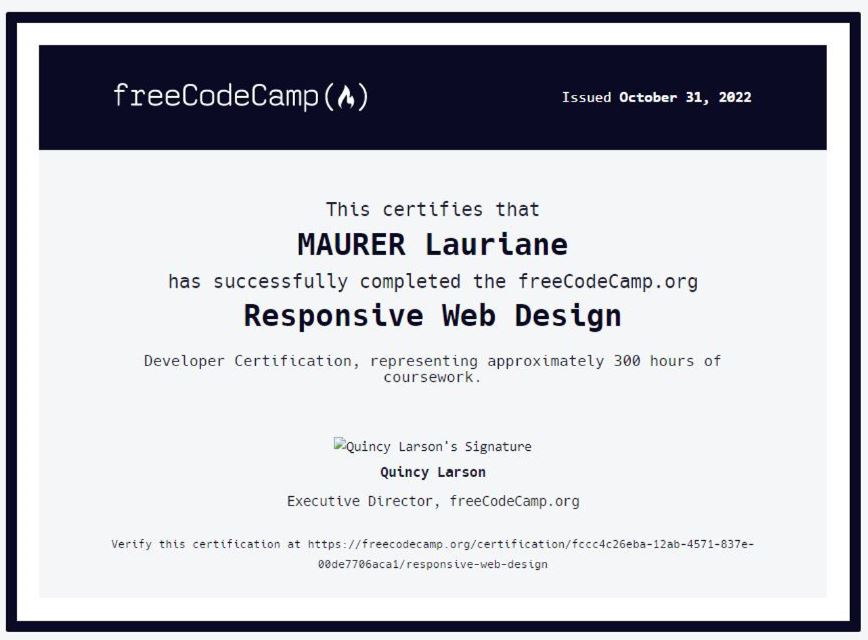 freeCodeCamp(🔥)
Issued October 31, 2022
This certifies that
MAURER Lauriane
has successfully completed the freeCodeCamp.org
Responsive Web Design
Developer Certification, representing approximately 300 hours of
coursework.
Quincy Larson's Signature
Quincy Larson
Executive Director, freeCodeCamp.org
Verify this certification at https://freecodecamp.org/certification/fccc4c26eba-12ab-4571-837e-
00de7706aca1/responsive-web-design